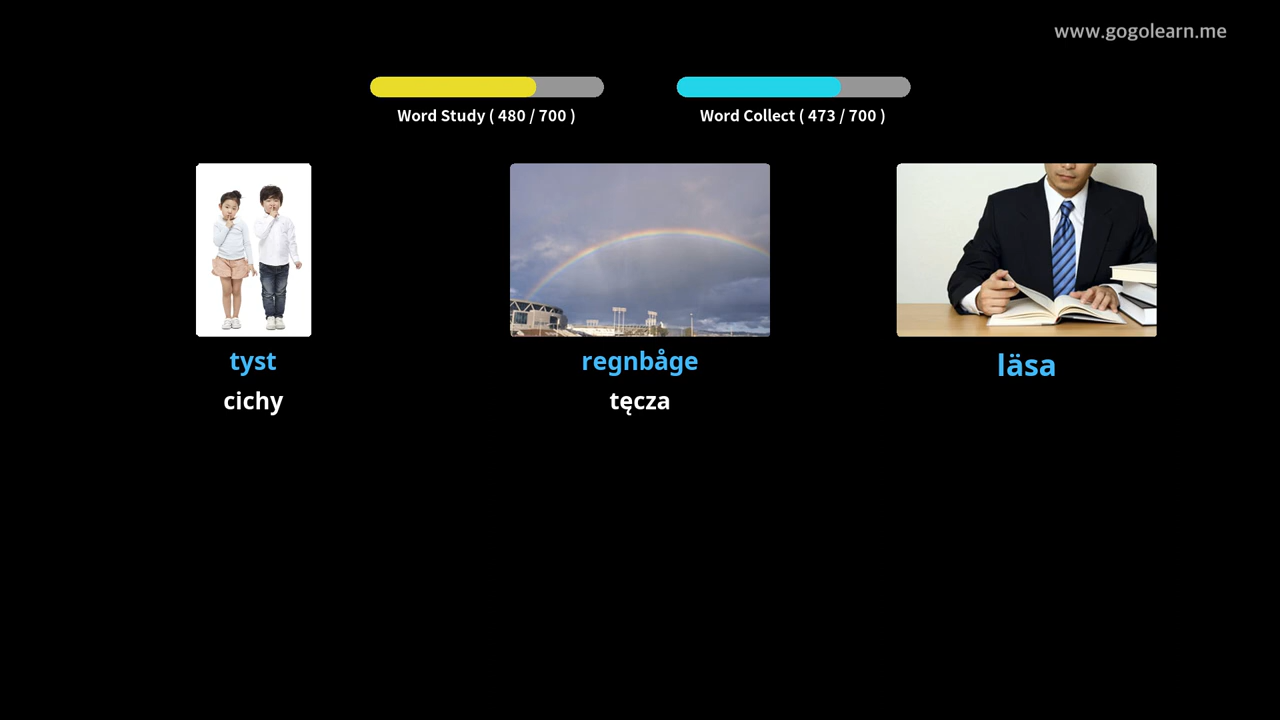 www.gogolearn.me
Word Study ( 480 / 700 )
Word Collect ( 473 / 700 )
tyst
cichy
regnbåge
tęcza
läsa